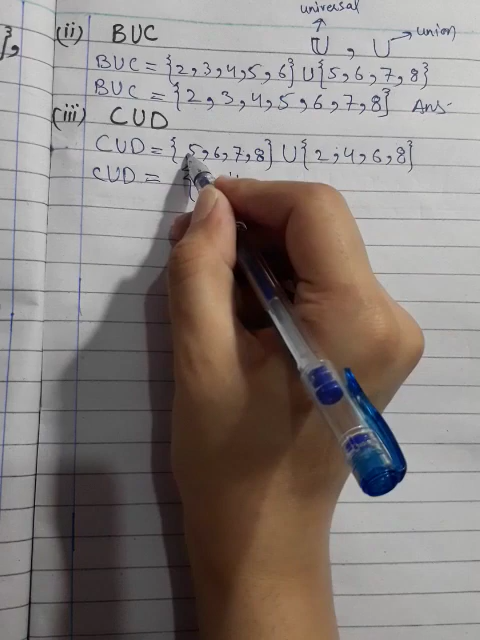 universal
(ii) BUC U , U → union
BUC = {2,3,4,5,6} U {5,6,7,8}
BUC = {2,3,4,5,6,7,8} Ans-
(iii) CUD
CUD = {5,6,7,8} U {2,4,6,8}
CUD = {
},